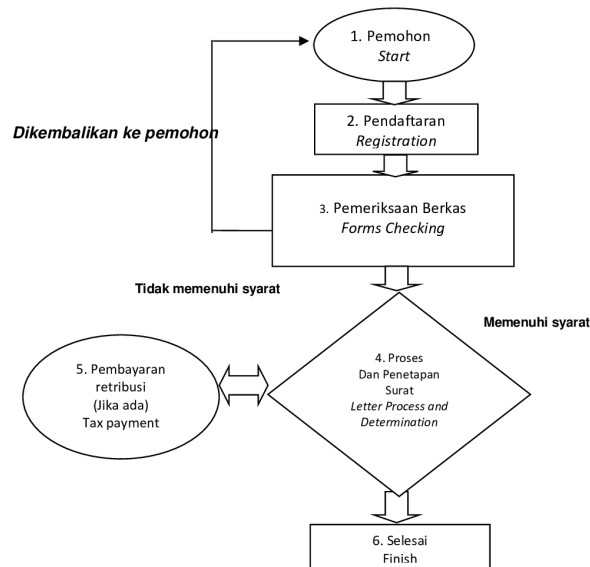 1. Pemohon
Start
Dikembalikan ke pemohon
2. Pendaftaran
Registration
3. Pemeriksaan Berkas
Forms Checking
Tidak memenuhi syarat
Memenuhi syarat
4. Proses
Dan Penetapan
Surat
Letter Process and
Determination
5. Pembayaran
retribusi
(Jika ada)
Tax payment
6. Selesai
Finish